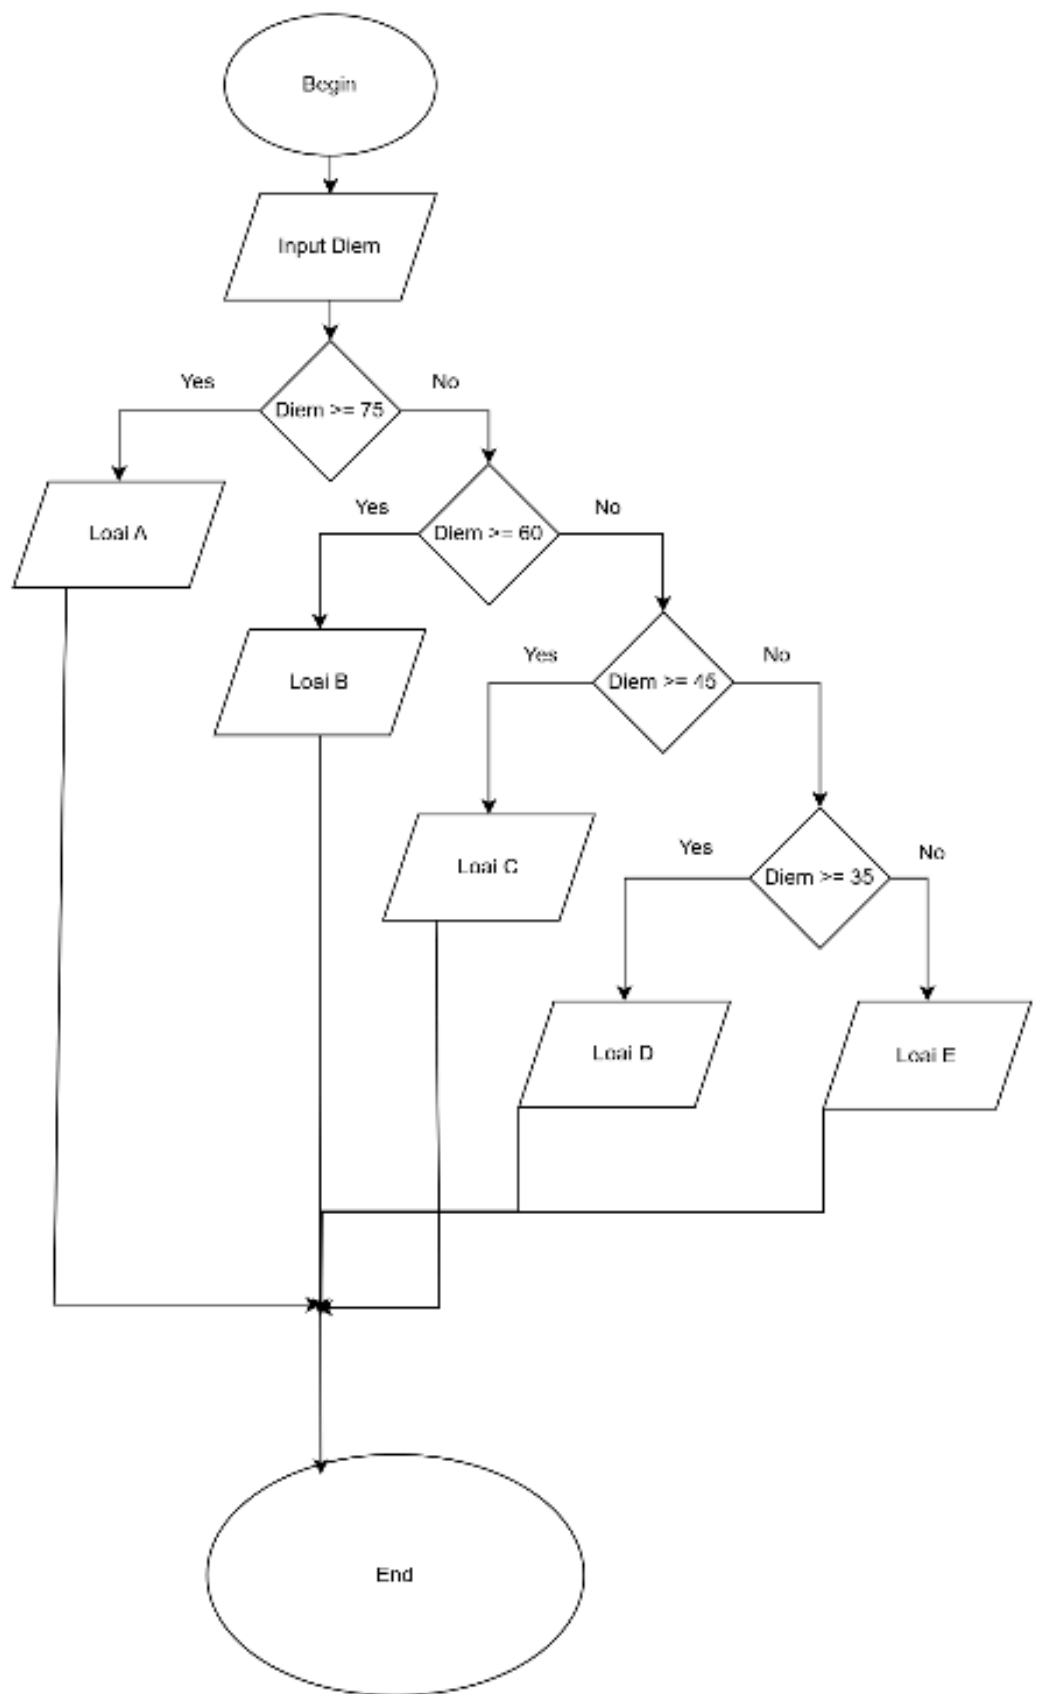 Begin
Input Diem
Yes
No
Diem >= 75
Yes
No
Loai A
Diem >= 60
Yes
No
Loai B
Diem >= 45
Yes
No
Loai C
Diem >= 35
Loai D
Loai E
End